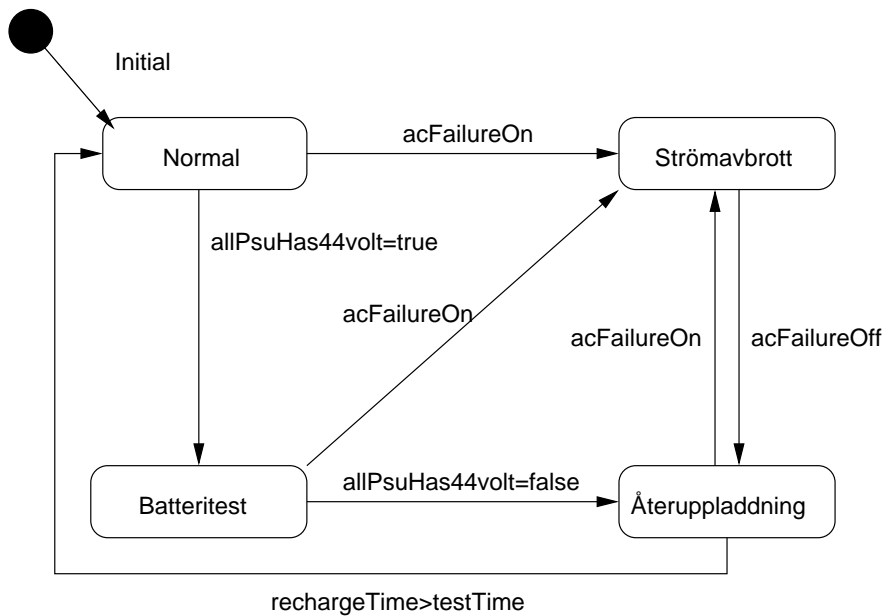 Initial
acFailureOn
Normal
Strömavbrott
allPsuHas44volt=true
acFailureOn
acFailureOn
acFailureOff
allPsuHas44volt=false
Batteritest
Återuppladdning
rechargeTime>testTime